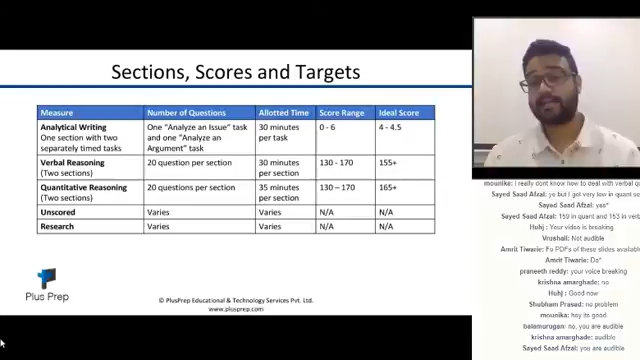 Sections, Scores and Targets
Measure Number of Questions Allotted Time Score Range Ideal Score
Analytical Writing One "Analyze an Issue" task 30 minutes 0 - 6 4 - 4.5
One section with two and one "Analyze an per task
separately timed tasks Argument" task
Verbal Reasoning 20 question per section 30 minutes 130 - 170 155+
(Two sections) per section
Quantitative Reasoning 20 questions per section 35 minutes 130 – 170 165+
(Two sections) per section
Unscored Varies Varies N/A N/A
Research Varies Varies N/A N/A
Plus Prep
© PlusPrep Educational & Technology Services Pvt. Ltd.
www.plusprep.com
mounika: I really dont know how to deal with verbal q
Sayed Saad Afzal: ye but I got very low in quant se
Sayed Saad Afzal: yes*
Sayed Saad Afzal: 159 in quant and 153 in verb
Huhj : Your video is breaking
Vrushali: Not audible
Amrit Tiwarie: Fo PDFs of these slides available
Amrit Tiwarie: Do*
praneeth reddy: your voice breaking
krishna amarghade: no
Huhj : Good now
Shubham Prasad: no problem
mounika: hey its good
balamurugan: no, you are audible
krishna amarghade: audible
Sayed Saad Afzal: you are audible